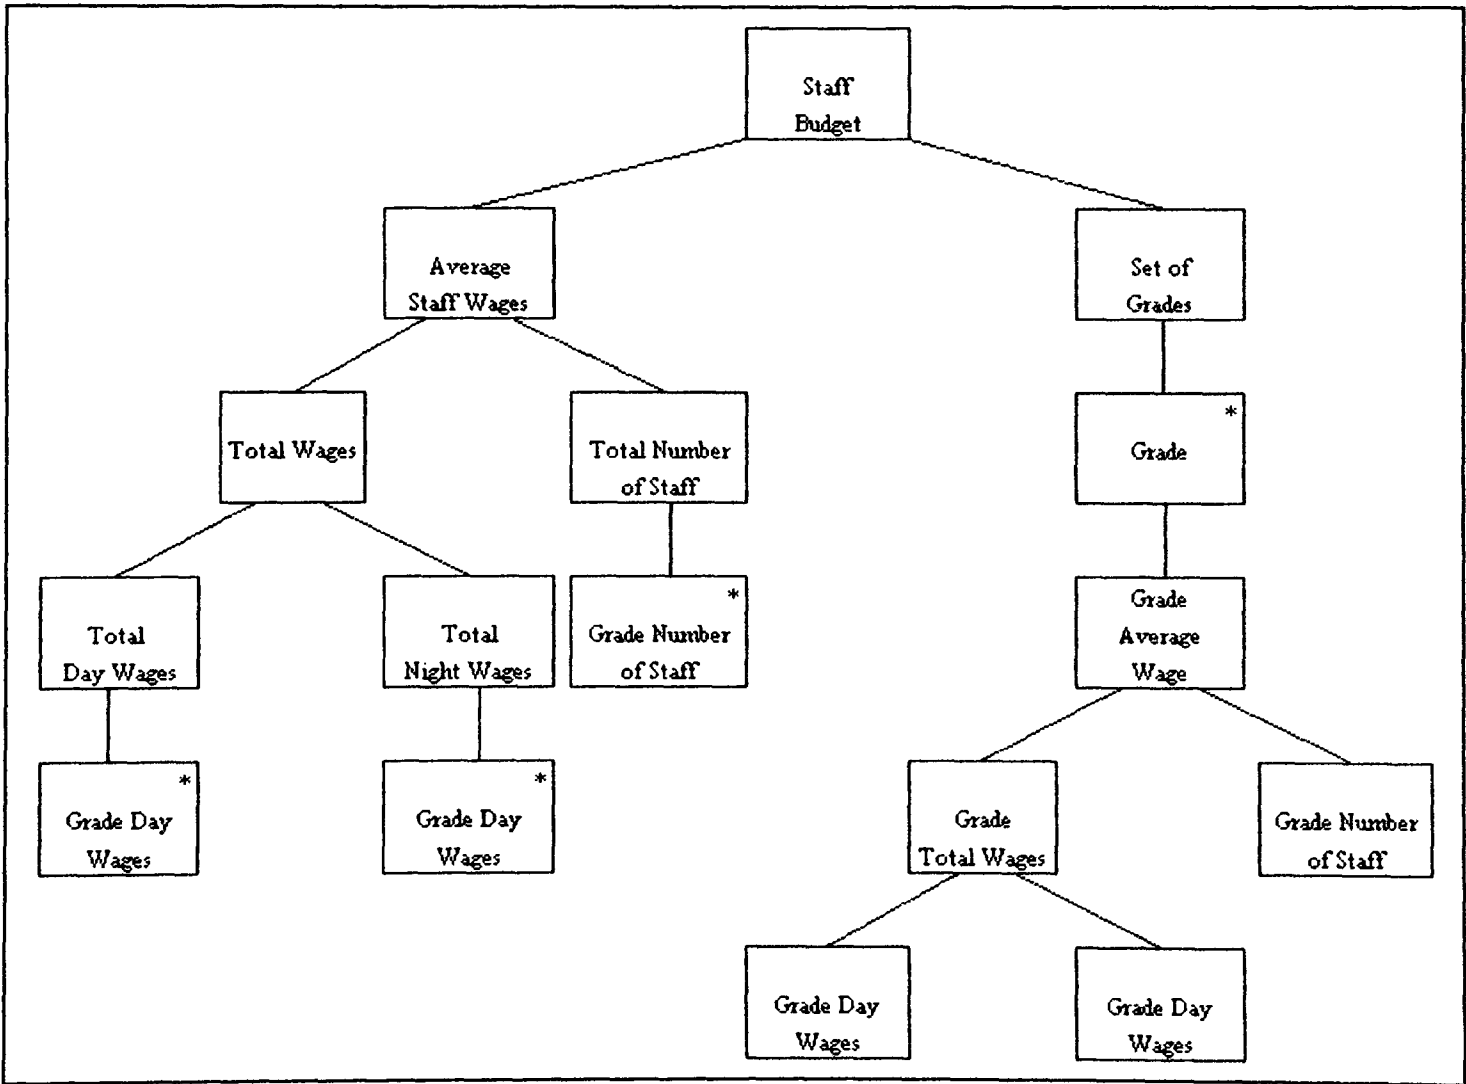 Staff
Budget
Average
Staff Wages
Set of
Grades
Total Wages
Total Number
of Staff
*
Grade
Total
Day Wages
Total
Night Wages
*
Grade Number
of Staff
Grade
Average
Wage
*
Grade Day
Wages
*
Grade Day
Wages
Grade
Total Wages
Grade Number
of Staff
Grade Day
Wages
Grade Day
Wages